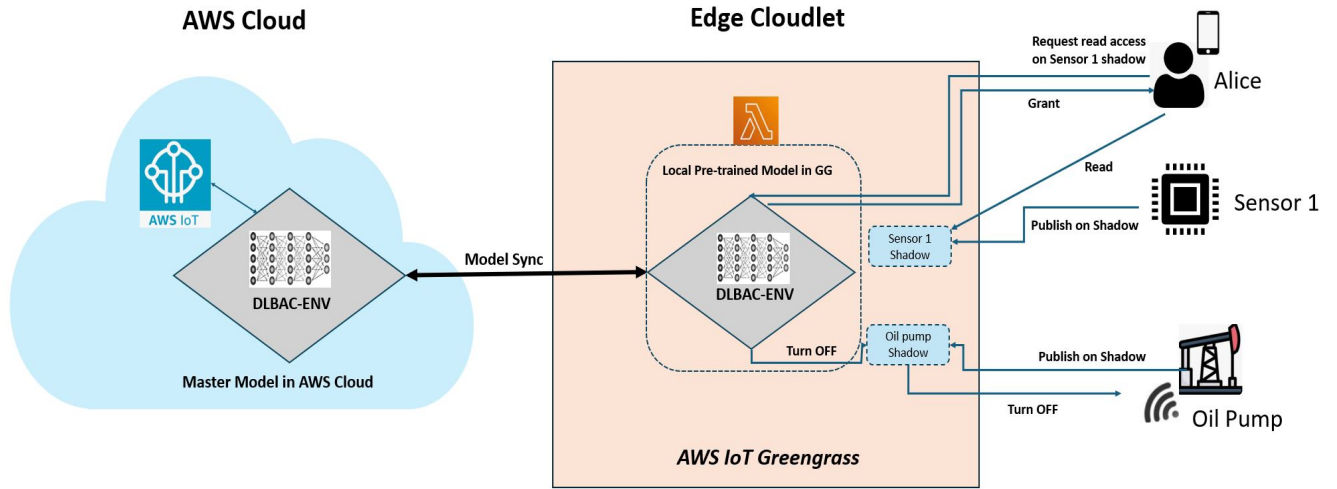 AWS Cloud
Edge Cloudlet
Request read access
on Sensor 1 shadow
Alice
Grant
Local Pre-trained Model in GG
Read
AWS IoT
Sensor 1
Publish on Shadow
Sensor 1
Shadow
Model Sync
DLBAC-ENV
DLBAC-ENV
Turn OFF
Oil pump
Shadow
Publish on Shadow
Master Model in AWS Cloud
Turn OFF
Oil Pump
AWS IoT Greengrass